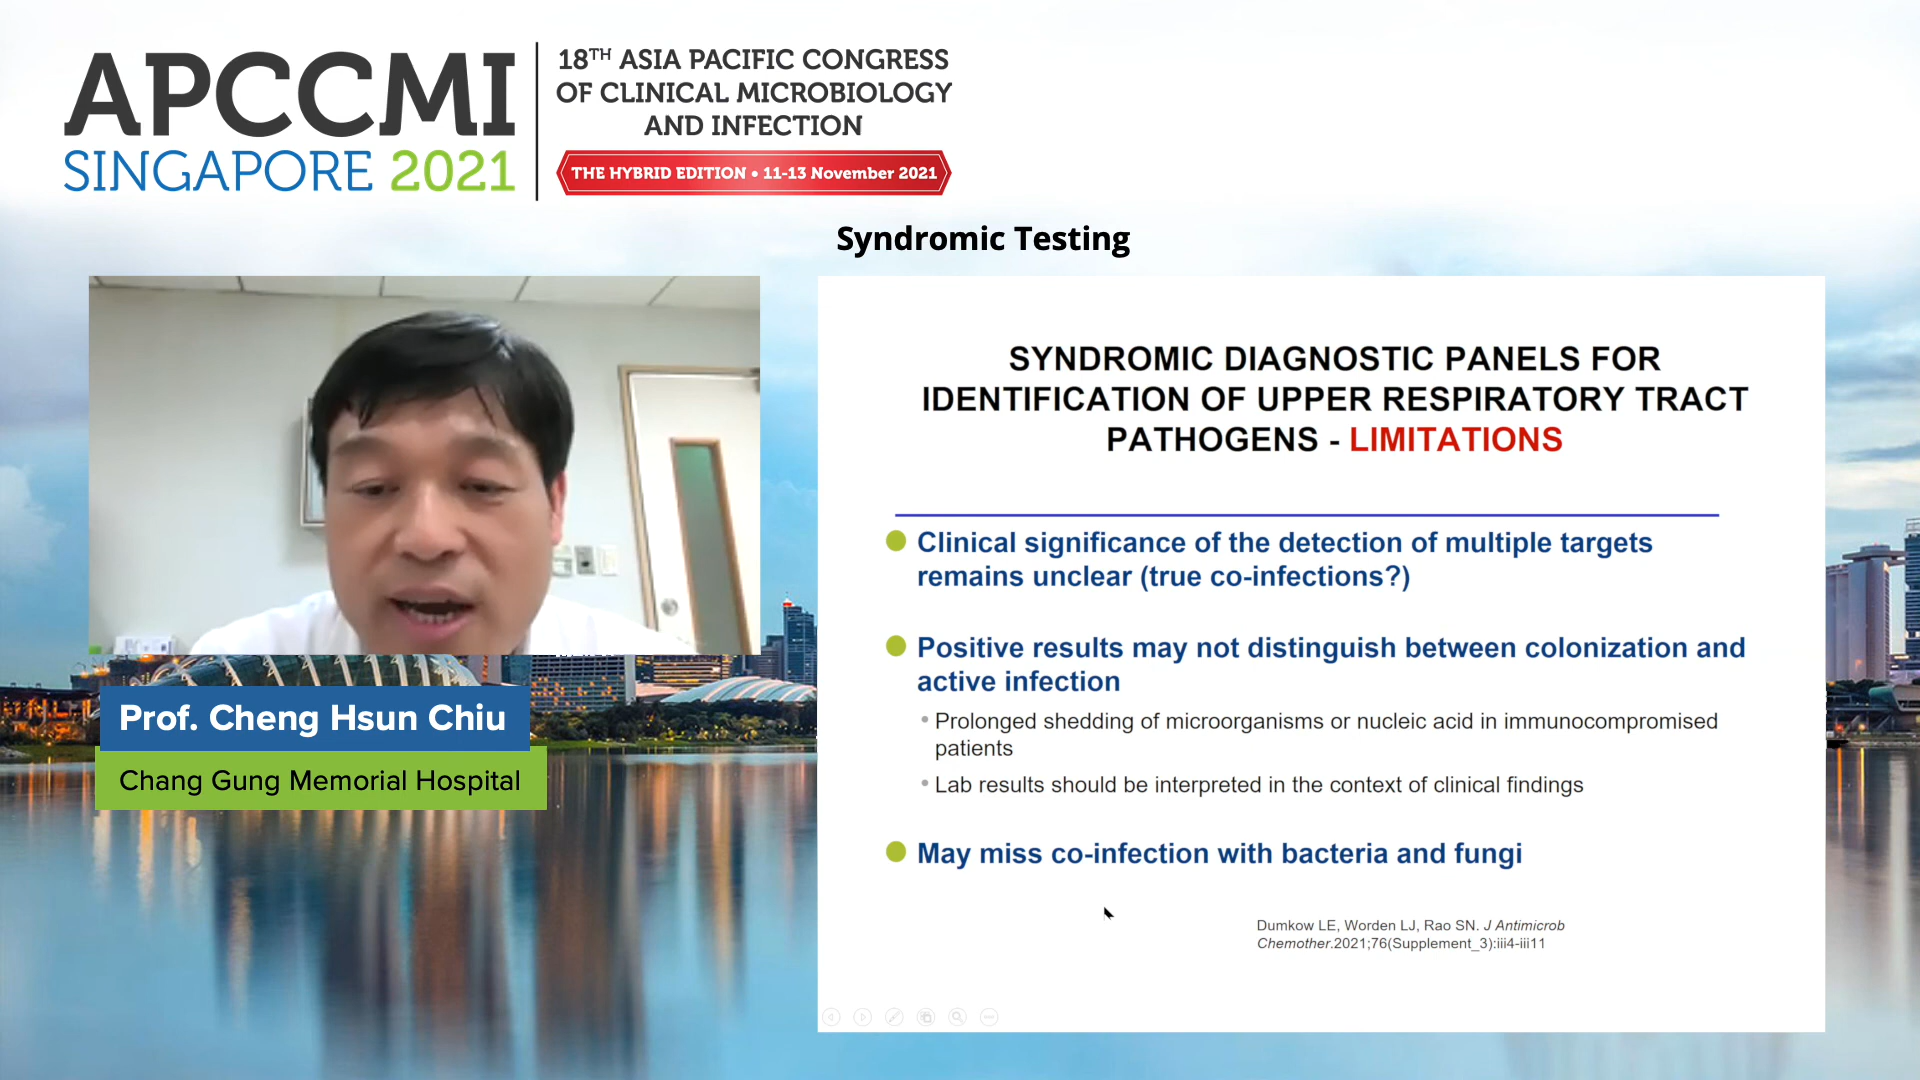 APCCMI
SINGAPORE 2021
18TH ASIA PACIFIC CONGRESS
OF CLINICAL MICROBIOLOGY
AND INFECTION
THE HYBRID EDITION • 11-13 November 2021
Syndromic Testing
Prof. Cheng Hsun Chiu
Chang Gung Memorial Hospital
SYNDROMIC DIAGNOSTIC PANELS FOR
IDENTIFICATION OF UPPER RESPIRATORY TRACT
PATHOGENS - LIMITATIONS
Clinical significance of the detection of multiple targets
remains unclear (true co-infections?)
Positive results may not distinguish between colonization and
active infection
• Prolonged shedding of microorganisms or nucleic acid in immunocompromised
patients
• Lab results should be interpreted in the context of clinical findings
May miss co-infection with bacteria and fungi
Dumkow LE, Worden LJ, Rao SN. J Antimicrob
Chemother.2021;76(Supplement_3):iii4-iii11